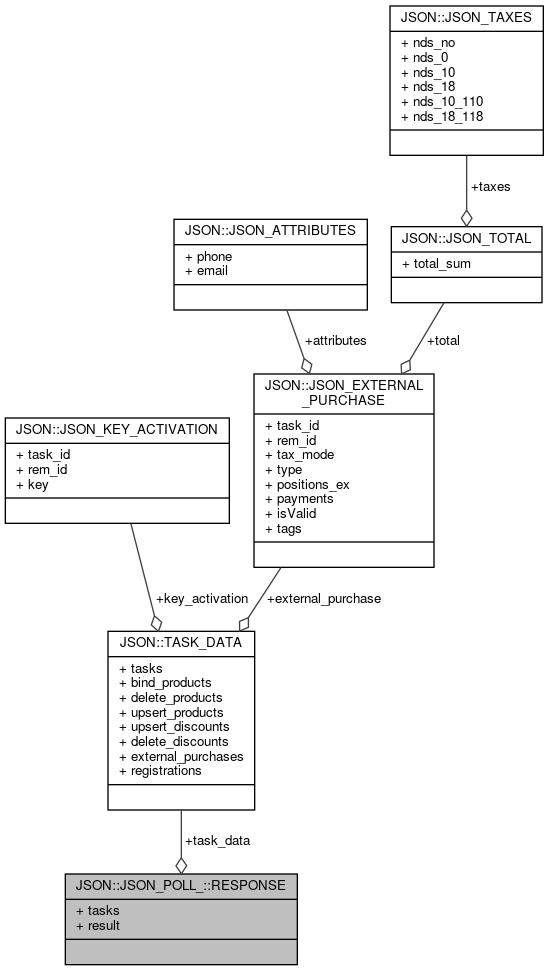 JSON::JSON_TAXES
+ nds_no
+ nds_0
+ nds_10
+ nds_18
+ nds_10_110
+ nds_18_118
+taxes
JSON::JSON_ATTRIBUTES
+ phone
+ email
JSON::JSON_TOTAL
+ total_sum
+attributes
+total
JSON::JSON_EXTERNAL
_PURCHASE
+ task_id
+ rem_id
+ tax_mode
+ type
+ positions_ex
+ payments
+ isValid
+ tags
JSON::JSON_KEY_ACTIVATION
+ task_id
+ rem_id
+ key
+key_activation
+external_purchase
JSON::TASK_DATA
+ tasks
+ bind_products
+ delete_products
+ upsert_products
+ upsert_discounts
+ delete_discounts
+ external_purchases
+ registrations
+task_data
JSON::JSON_POLL_::RESPONSE
+ tasks
+ result